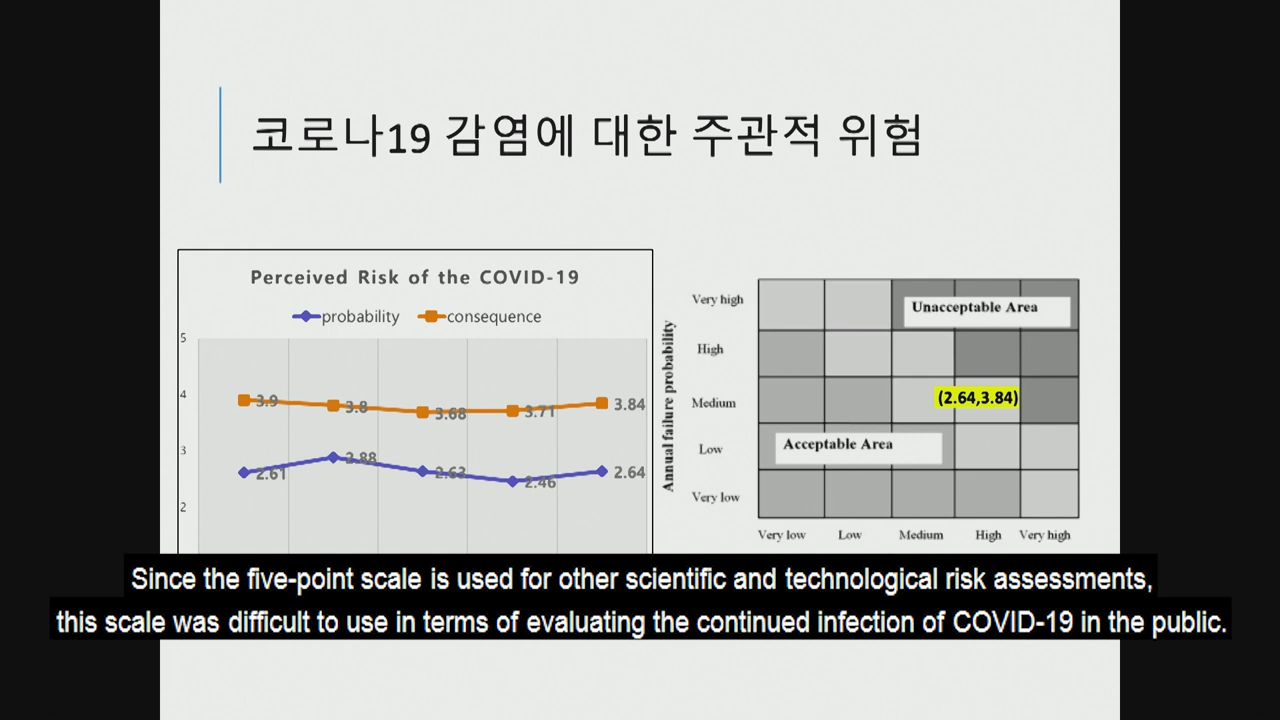 코로나19 감염에 대한 주관적 위험
Perceived Risk of the COVID-19
probability consequence
5
4
3
2
3.9
3.8
3.68
3.71
3.84
2.61
2.88
2.63
2.46
2.64
Annual failure probability
Very high
High
Medium
Low
Very low
Unacceptable Area
(2.64,3.84)
Acceptable Area
Very low Low Medium High Very high
Since the five-point scale is used for other scientific and technological risk assessments,
this scale was difficult to use in terms of evaluating the continued infection of COVID-19 in the public.